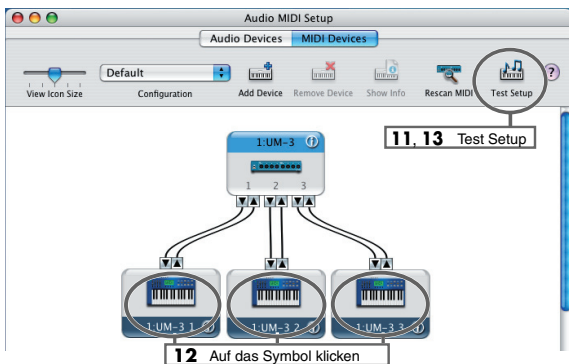 Audio MIDI Setup
Audio Devices MIDI Devices
Default
View Icon Size Configuration Add Device Remove Device Show Info Rescan MIDI Test Setup ?
11, 13 Test Setup
1:UM-3
1 2 3
1:UM-3 1 1:UM-3 2 1:UM-3 3
12 Auf das Symbol klicken